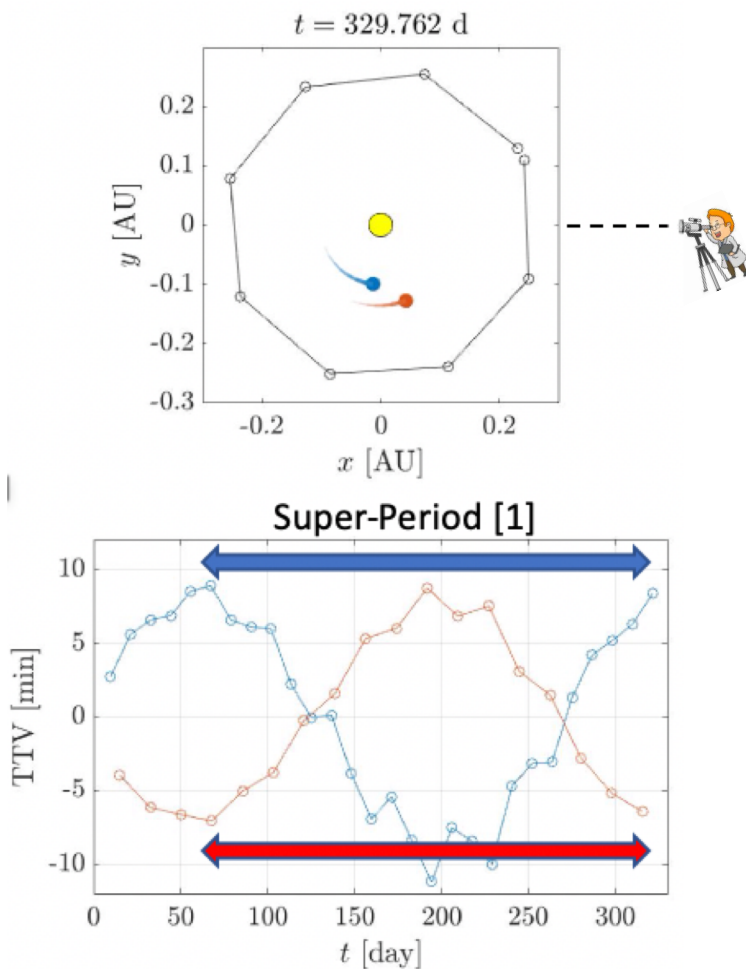 t = 329.762 d
0.2
0.1
0
-0.1
-0.2
-0.3
y [AU]
-0.2 0 0.2
x [AU]
Super-Period [1]
10
5
0
-5
-10
TTV [min]
0 50 100 150 200 250 300
t [day]